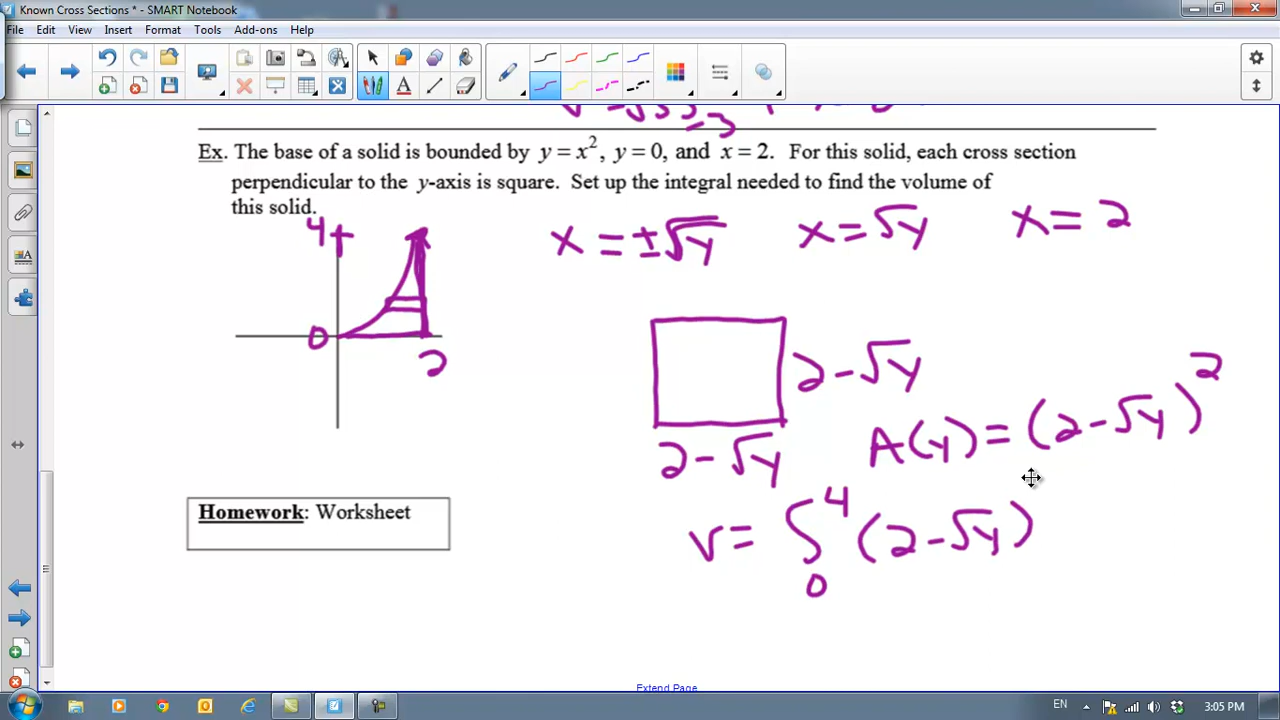 Known Cross Sections * - SMART Notebook
File Edit View Insert Format Tools Add-ons Help
Ex. The base of a solid is bounded by y = x², y = 0, and x = 2. For this solid, each cross section
perpendicular to the y-axis is square. Set up the integral needed to find the volume of
this solid.
x = ±√y x = √y x = 2
4
0
2
2 - √y
2 - √y
A(y) = (2 - √y)²
V = ∫₀⁴ (2 - √y)
Homework: Worksheet
Extend Page
EN 3:05 PM